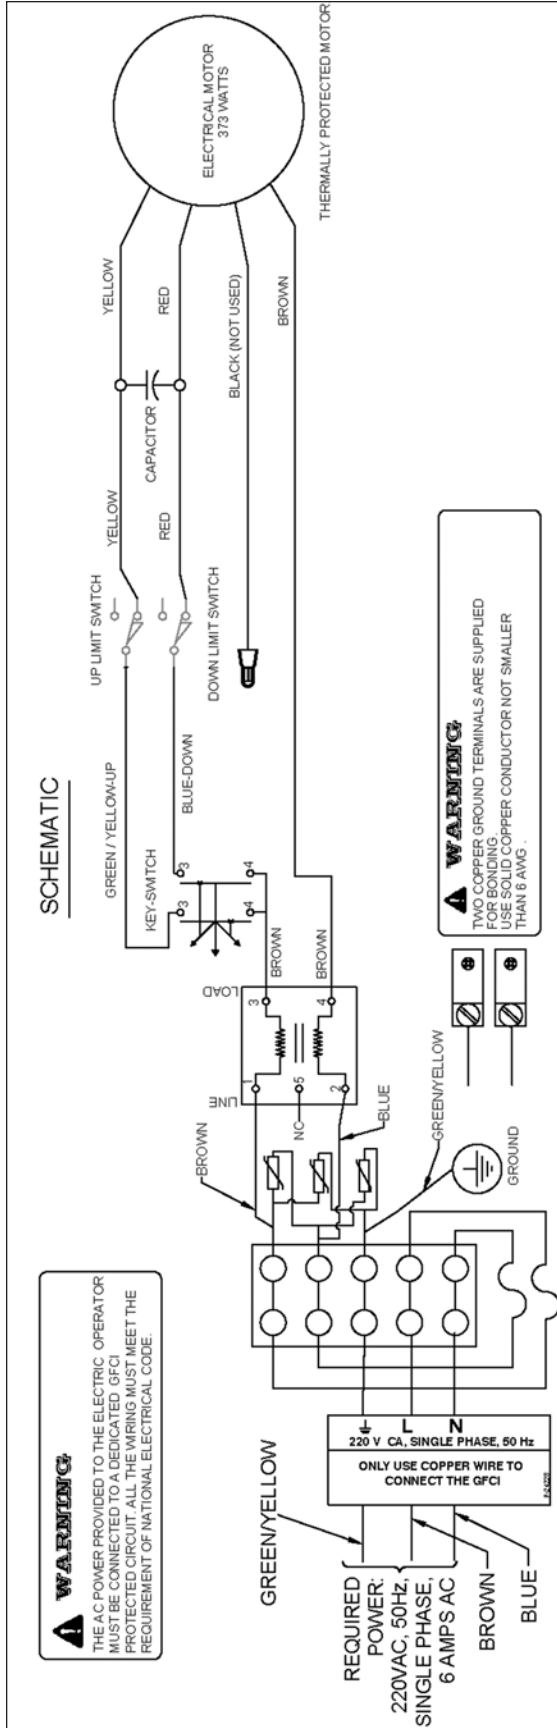 WARNING
THE AC POWER PROVIDED TO THE ELECTRIC OPERATOR
MUST BE CONNECTED TO A DEDICATED GFCI
PROTECTED CIRCUIT. ALL THE WIRING MUST MEET THE
REQUIREMENT OF NATIONAL ELECTRICAL CODE.
SCHEMATIC
GREEN/YELLOW
REQUIRED
POWER:
220VAC, 50Hz,
SINGLE PHASE,
6 AMPS AC
BROWN
BLUE
L
N
220 V CA, SINGLE PHASE, 50 Hz
ONLY USE COPPER WIRE TO
CONNECT THE GFCI
BROWN
BLUE
GREEN/YELLOW
GROUND
LINE
LOAD
1
3
NC
5
2
4
BROWN
BROWN
KEY-SWITCH
3
4
3
4
GREEN / YELLOW-UP
BLUE-DOWN
UP LIMIT SWITCH
DOWN LIMIT SWITCH
YELLOW
RED
CAPACITOR
YELLOW
RED
BLACK (NOT USED)
BROWN
ELECTRICAL MOTOR
373 WATTS
THERMALLY PROTECTED MOTOR
WARNING
TWO COPPER GROUND TERMINALS ARE SUPPLIED
FOR BONDING.
USE SOLID COPPER CONDUCTOR NOT SMALLER
THAN 6 AWG .